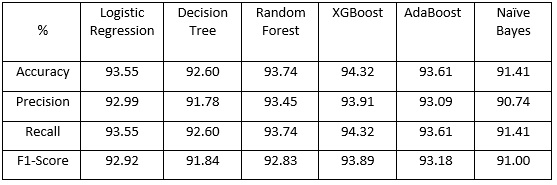 % Logistic Regression Decision Tree Random Forest XGBoost AdaBoost Naïve Bayes
Accuracy 93.55 92.60 93.74 94.32 93.61 91.41
Precision 92.99 91.78 93.45 93.91 93.09 90.74
Recall 93.55 92.60 93.74 94.32 93.61 91.41
F1-Score 92.92 91.84 92.83 93.89 93.18 91.00